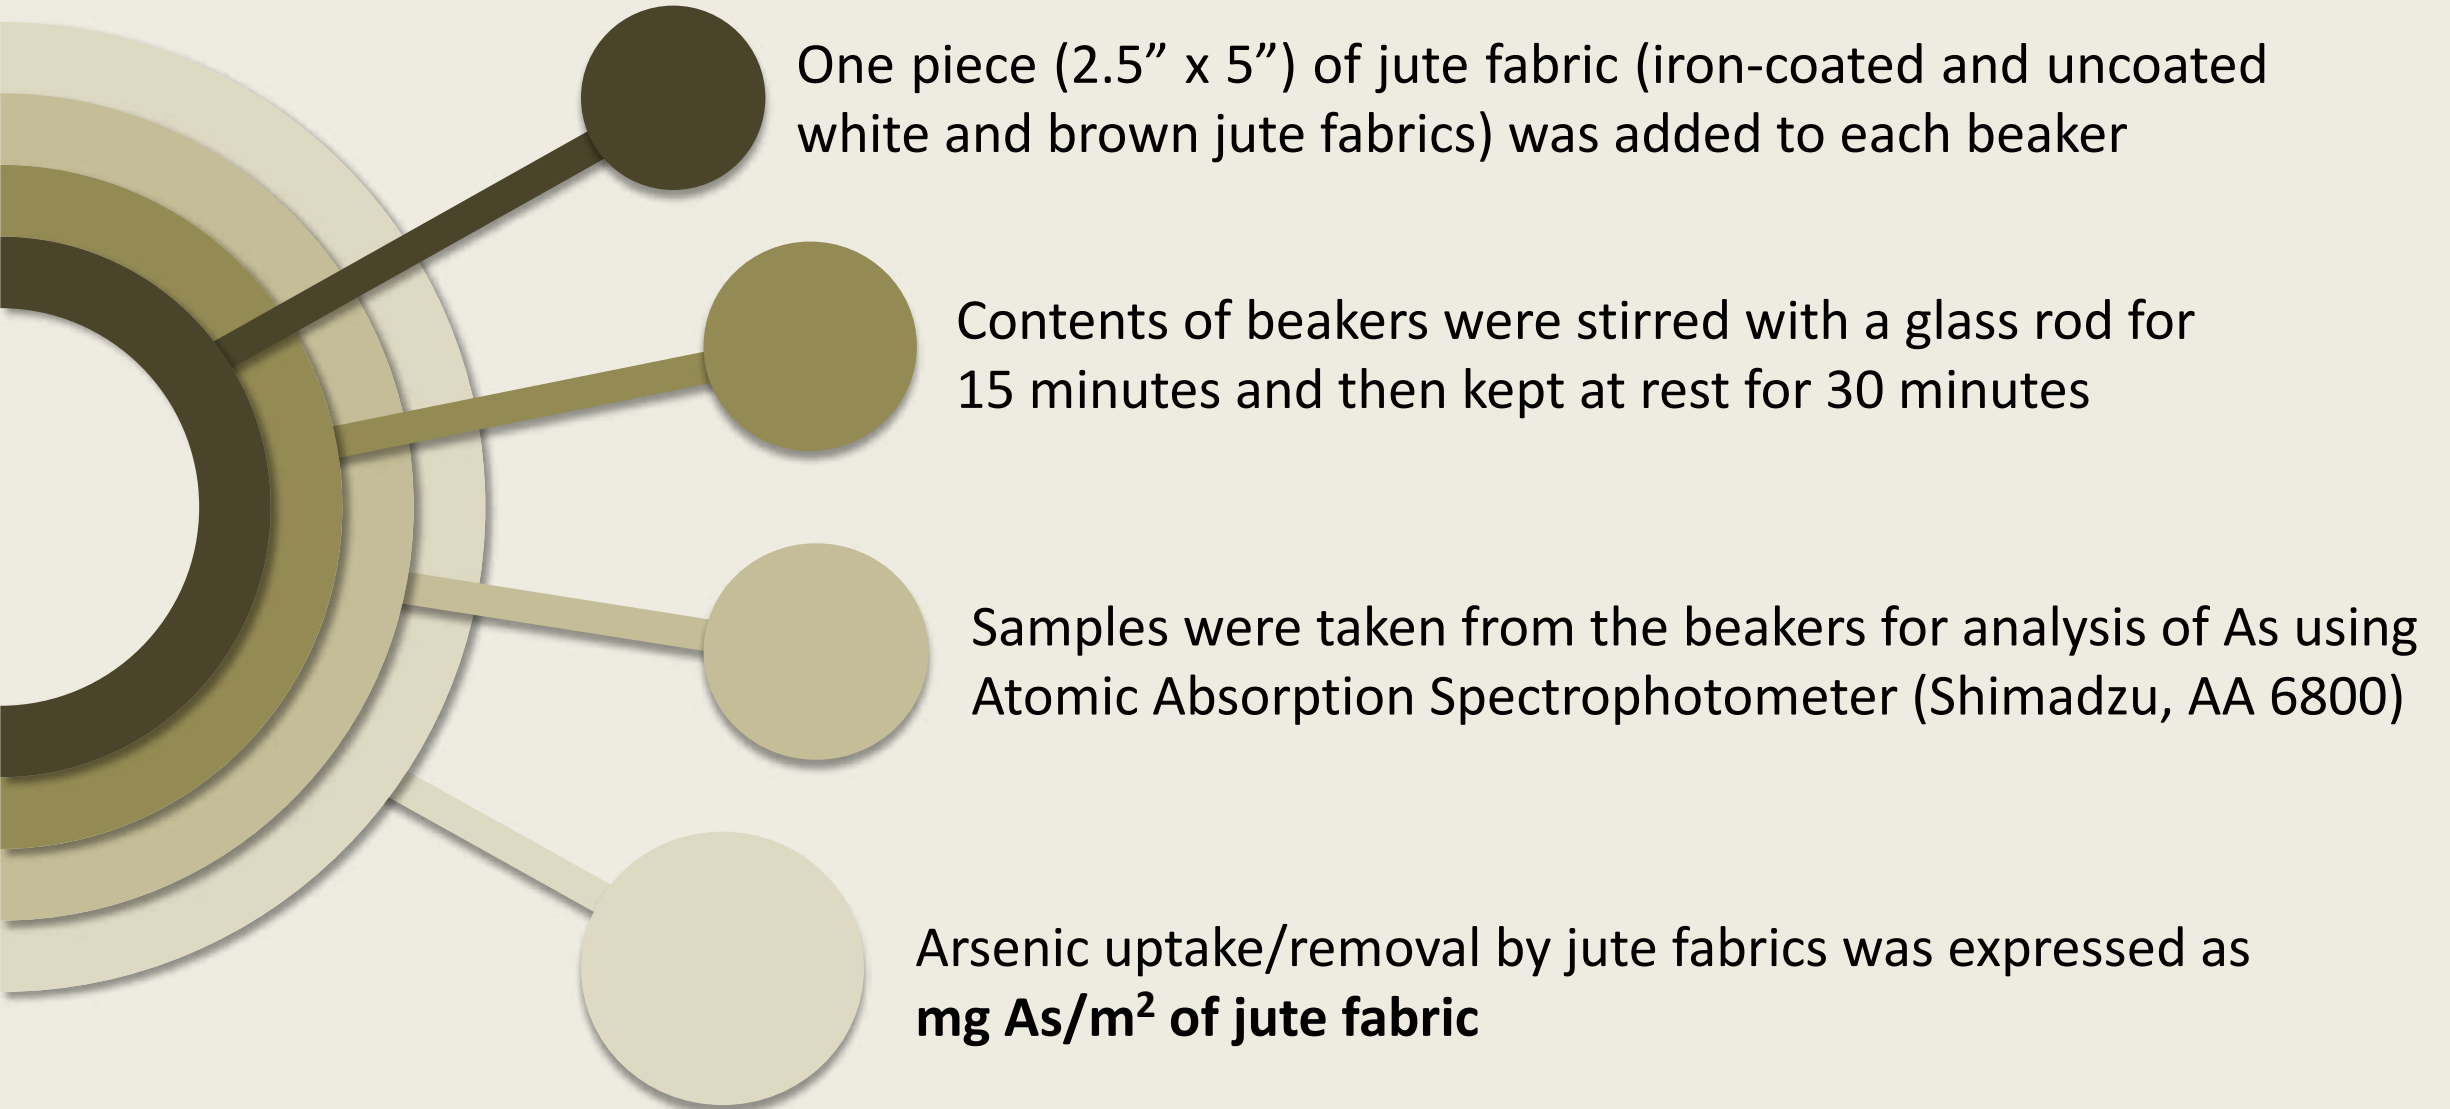 One piece (2.5” x 5”) of jute fabric (iron-coated and uncoated
white and brown jute fabrics) was added to each beaker
Contents of beakers were stirred with a glass rod for
15 minutes and then kept at rest for 30 minutes
Samples were taken from the beakers for analysis of As using
Atomic Absorption Spectrophotometer (Shimadzu, AA 6800)
Arsenic uptake/removal by jute fabrics was expressed as
mg As/m² of jute fabric